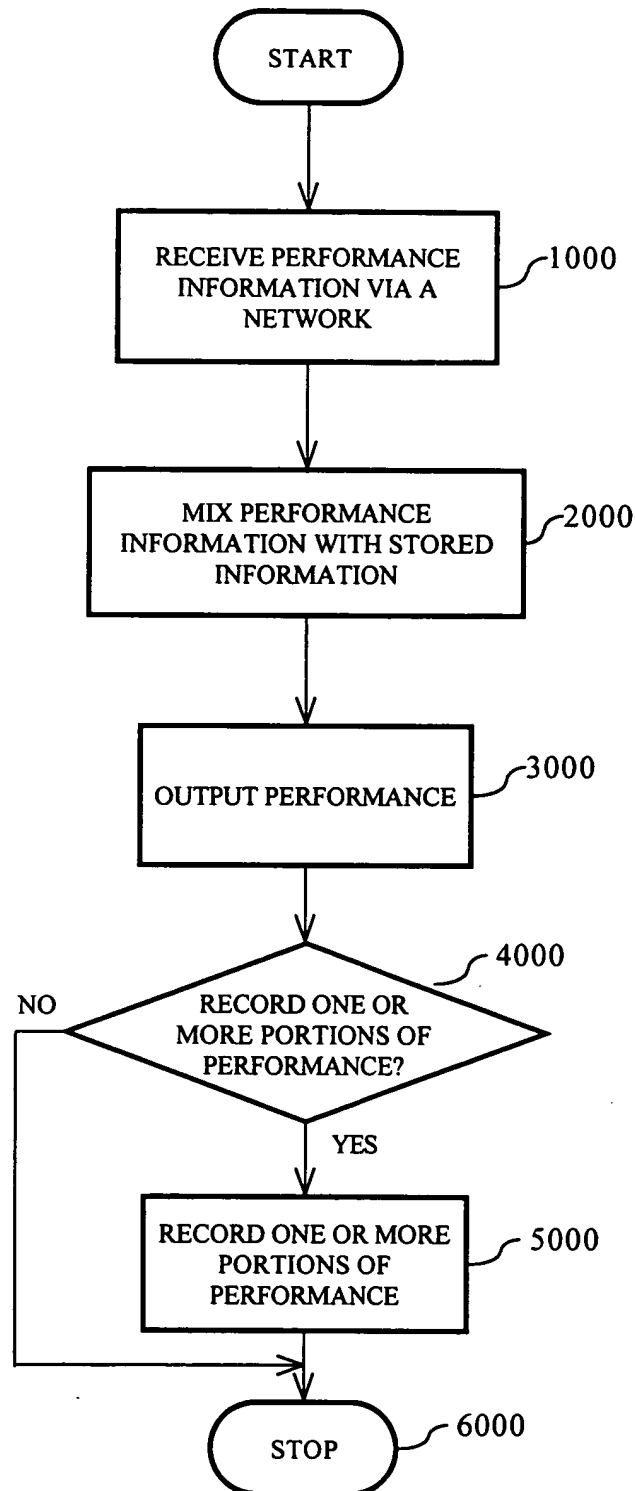 START
RECEIVE PERFORMANCE
INFORMATION VIA A
NETWORK
1000
MIX PERFORMANCE
INFORMATION WITH STORED
INFORMATION
2000
OUTPUT PERFORMANCE
3000
4000
NO
RECORD ONE OR
MORE PORTIONS OF
PERFORMANCE?
YES
RECORD ONE OR MORE
PORTIONS OF
PERFORMANCE
5000
STOP
6000